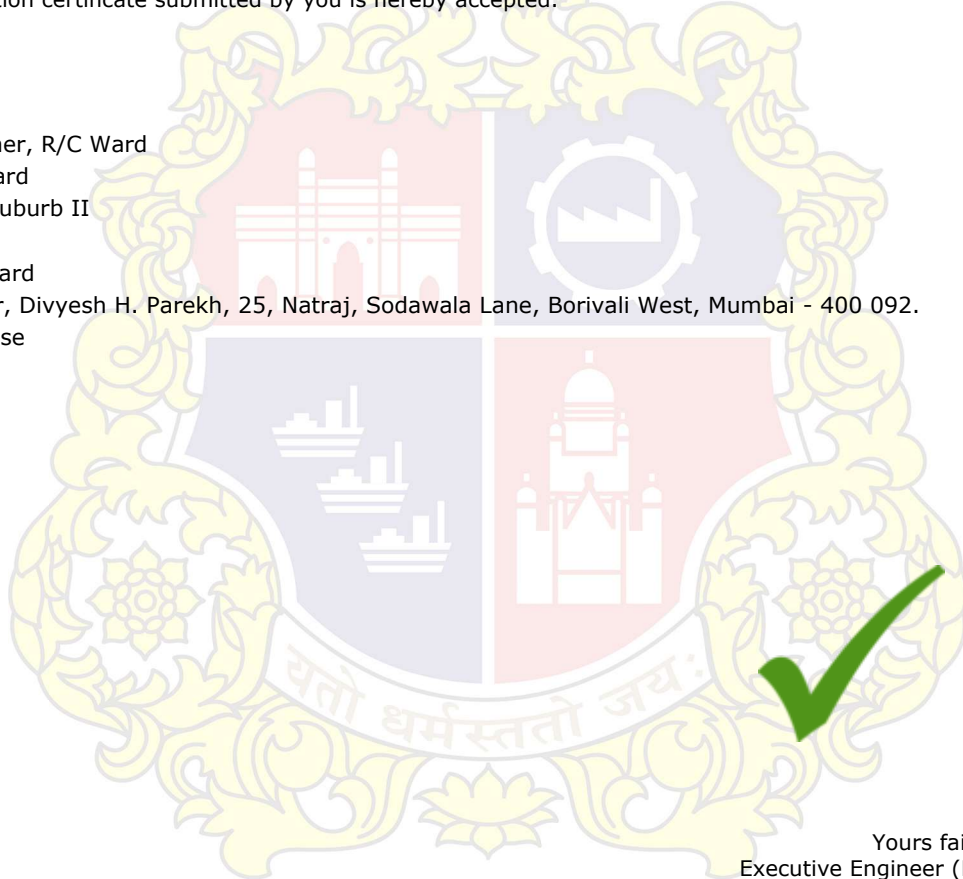 tion certificate submitted by you is hereby accepted.
er, R/C Ward
ard
uburb II
ard
r, Divyesh H. Parekh, 25, Natraj, Sodawala Lane, Borivali West, Mumbai - 400 092.
se
यतो धर्मस्ततो जय:
Yours fai
Executive Engineer (